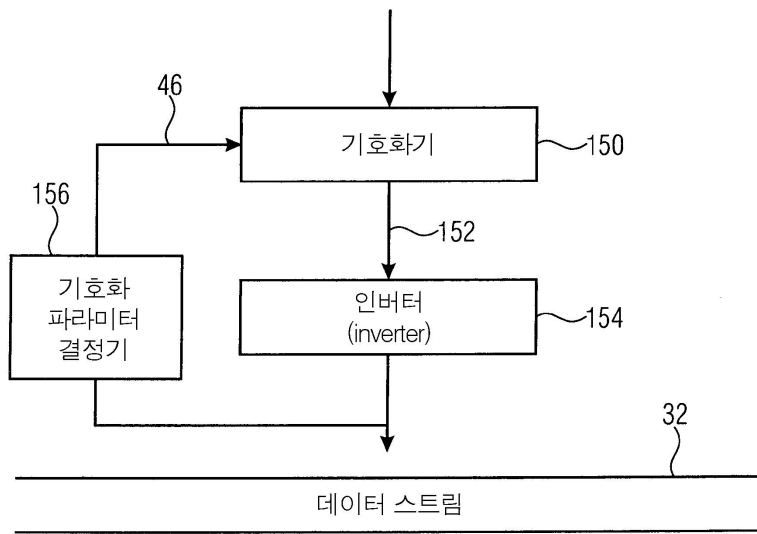 46
기호화기
150
156
152
기호화
파라미터
결정기
인버터
(inverter)
154
32
데이터 스트림